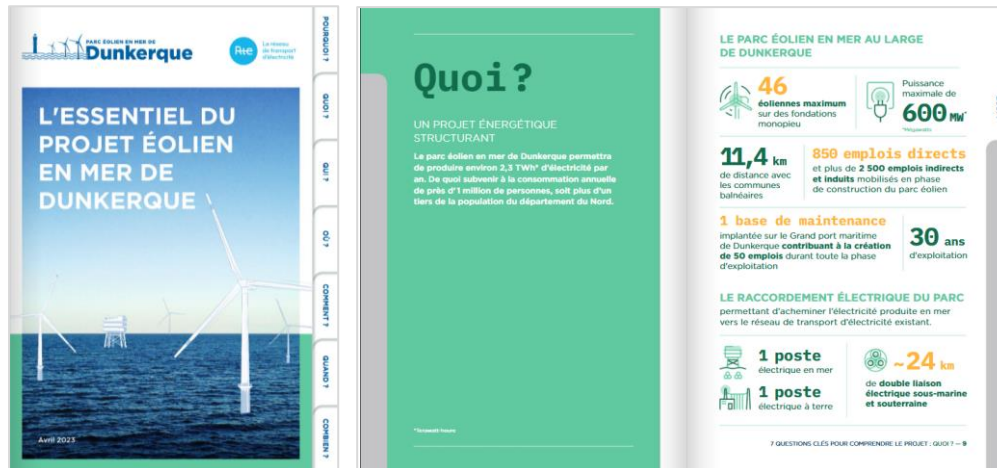 PARC ÉOLIEN EN MER DE
Dunkerque
Rte
Le réseau
de transport
d'électricité
L'ESSENTIEL DU
PROJET ÉOLIEN
EN MER DE
DUNKERQUE
Avril 2023
POURQUOI ?
QUOI ?
QUI ?
OÙ ?
COMMENT ?
QUAND ?
COMBIEN ?
Quoi ?
UN PROJET ÉNERGÉTIQUE
STRUCTURANT
Le parc éolien en mer de Dunkerque permettra
de produire environ 2,3 TWh* d'électricité par
an. De quoi subvenir à la consommation annuelle
de près d'1 million de personnes, soit plus d'un
tiers de la population du département du Nord.
*Terawatt-heure
LE PARC ÉOLIEN EN MER AU LARGE
DE DUNKERQUE
46
éoliennes maximum
sur des fondations
monopieu
Puissance
maximale de
600 MW*
*Mégawatts
11,4 km
de distance avec
les communes
balnéaires
850 emplois directs
et plus de 2 500 emplois indirects
et induits mobilisés en phase
de construction du parc éolien
1 base de maintenance
implantée sur le Grand port maritime
de Dunkerque contribuant à la création
de 50 emplois durant toute la phase
d'exploitation
30 ans
d'exploitation
LE RACCORDEMENT ÉLECTRIQUE DU PARC
permettant d'acheminer l'électricité produite en mer
vers le réseau de transport d'électricité existant.
1 poste
électrique en mer
1 poste
électrique à terre
~24 km
de double liaison
électrique sous-marine
et souterraine
7 QUESTIONS CLÉS POUR COMPRENDRE LE PROJET : QUOI ? — 9